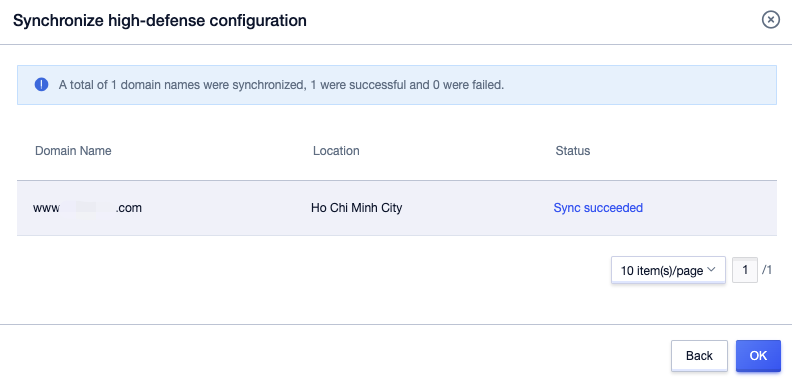 Synchronize high-defense configuration
A total of 1 domain names were synchronized, 1 were successful and 0 were failed.
Domain Name Location Status
www .com Ho Chi Minh City Sync succeeded
10 item(s)/page 1 /1
Back OK